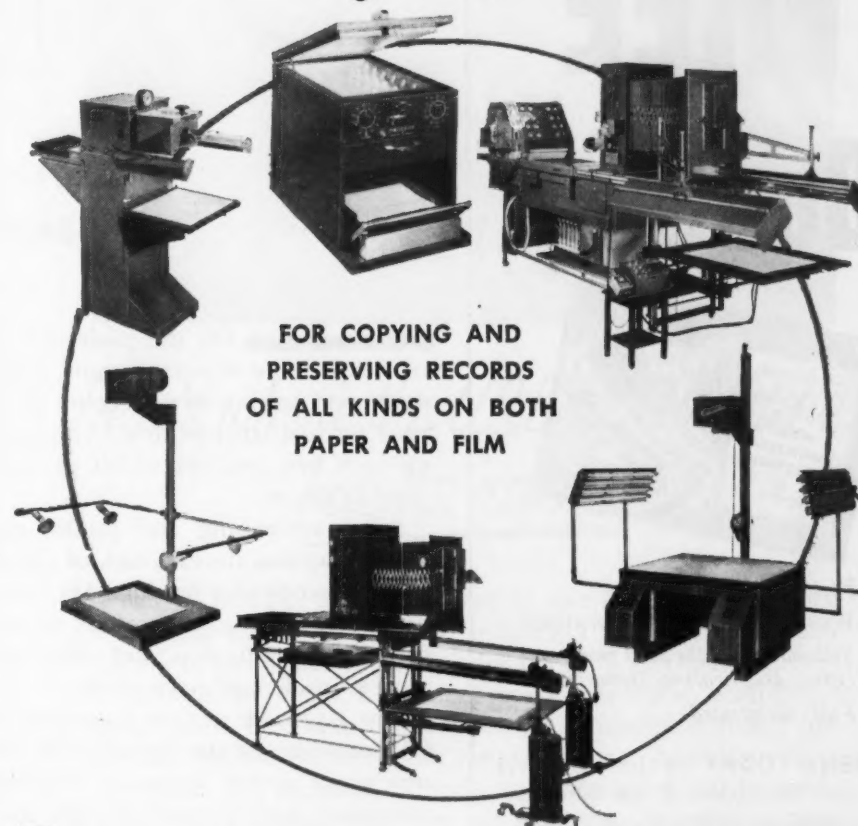 FOR COPYING AND
PRESERVING RECORDS
OF ALL KINDS ON BOTH
PAPER AND FILM